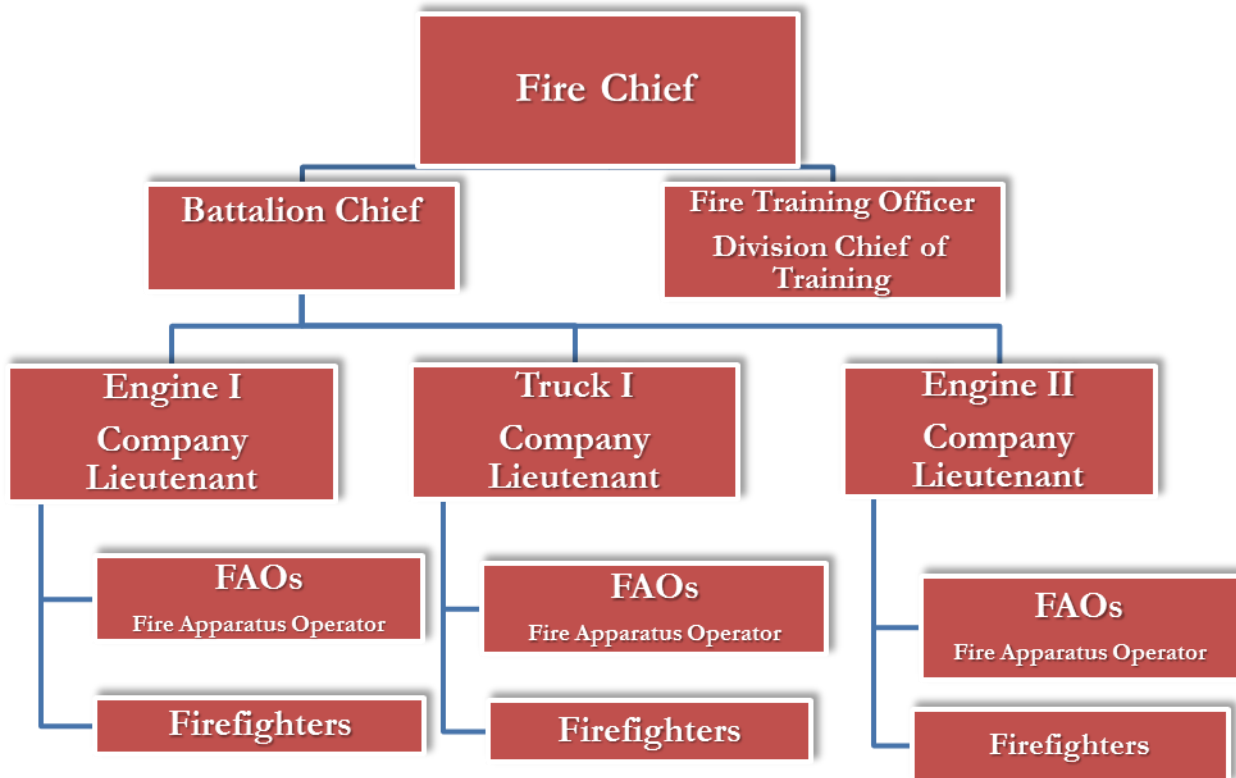 Fire Chief
Battalion Chief
Fire Training Officer
Division Chief of
Training
Engine I
Company
Lieutenant
Truck I
Company
Lieutenant
Engine II
Company
Lieutenant
FAOs
Fire Apparatus Operator
Firefighters
FAOs
Fire Apparatus Operator
Firefighters
FAOs
Fire Apparatus Operator
Firefighters